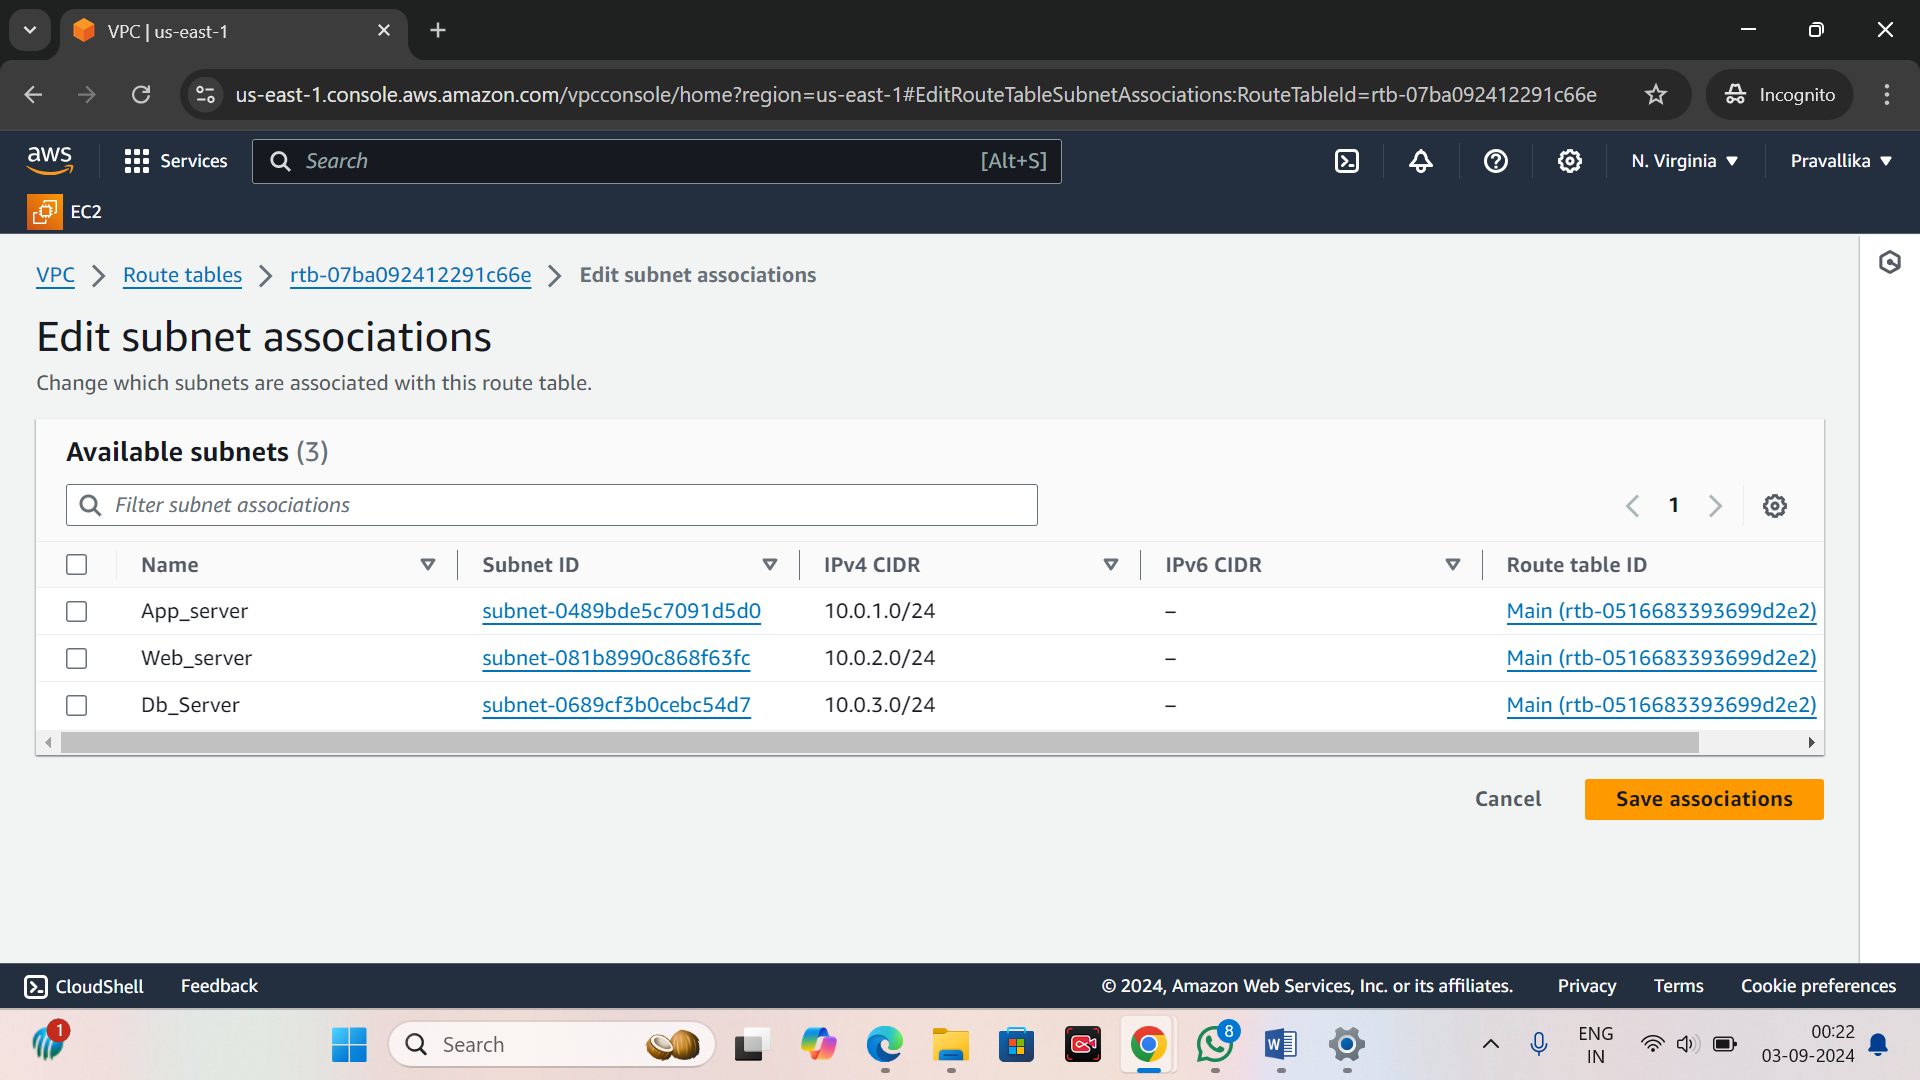 VPC | us-east-1
us-east-1.console.aws.amazon.com/vpcconsole/home?region=us-east-1#EditRouteTableSubnetAssociations:RouteTableId=rtb-07ba092412291c66e
Incognito
aws
Services
Search
[Alt+S]
N. Virginia
Pravallika
EC2
VPC
Route tables
rtb-07ba092412291c66e
Edit subnet associations
Edit subnet associations
Change which subnets are associated with this route table.
Available subnets (3)
Filter subnet associations
1
Name Subnet ID IPv4 CIDR IPv6 CIDR Route table ID
App_server subnet-0489bde5c7091d5d0 10.0.1.0/24 – Main (rtb-0516683393699d2e2)
Web_server subnet-081b8990c868f63fc 10.0.2.0/24 – Main (rtb-0516683393699d2e2)
Db_Server subnet-0689cf3b0cebc54d7 10.0.3.0/24 – Main (rtb-0516683393699d2e2)
Cancel
Save associations
CloudShell
Feedback
© 2024, Amazon Web Services, Inc. or its affiliates.
Privacy
Terms
Cookie preferences
1
Search
8
W
ENG
IN
00:22
03-09-2024